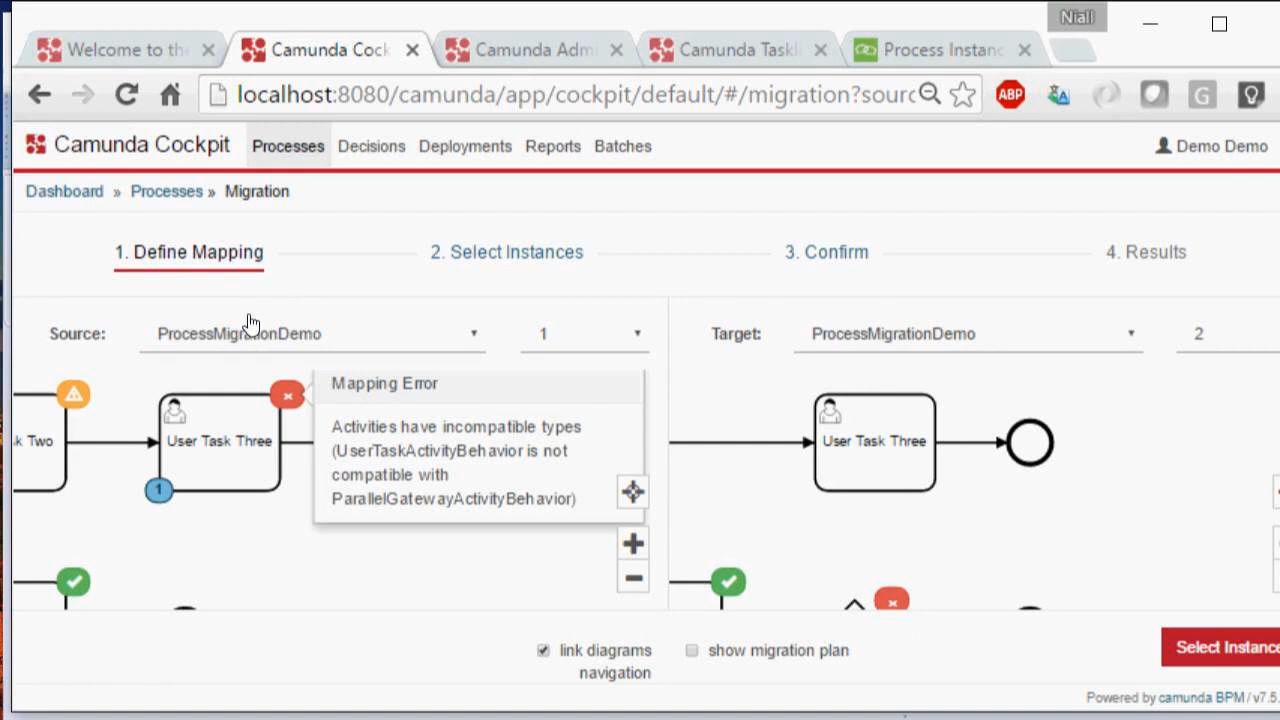 Niall
Welcome to the
Camunda Cock
Camunda Adm
Camunda Taskli
Process Instanc
localhost:8080/camunda/app/cockpit/default/#/migration?sourc
ABP
G
Camunda Cockpit
Processes
Decisions
Deployments
Reports
Batches
Demo Demo
Dashboard » Processes » Migration
1. Define Mapping
2. Select Instances
3. Confirm
4. Results
Source:
ProcessMigrationDemo
1
Target:
ProcessMigrationDemo
2
k Two
User Task Three
1
Mapping Error
Activities have incompatible types
(UserTaskActivityBehavior is not
compatible with
ParallelGatewayActivityBehavior)
User Task Three
link diagrams
navigation
show migration plan
Select Instance
Powered by camunda BPM / v7.5.